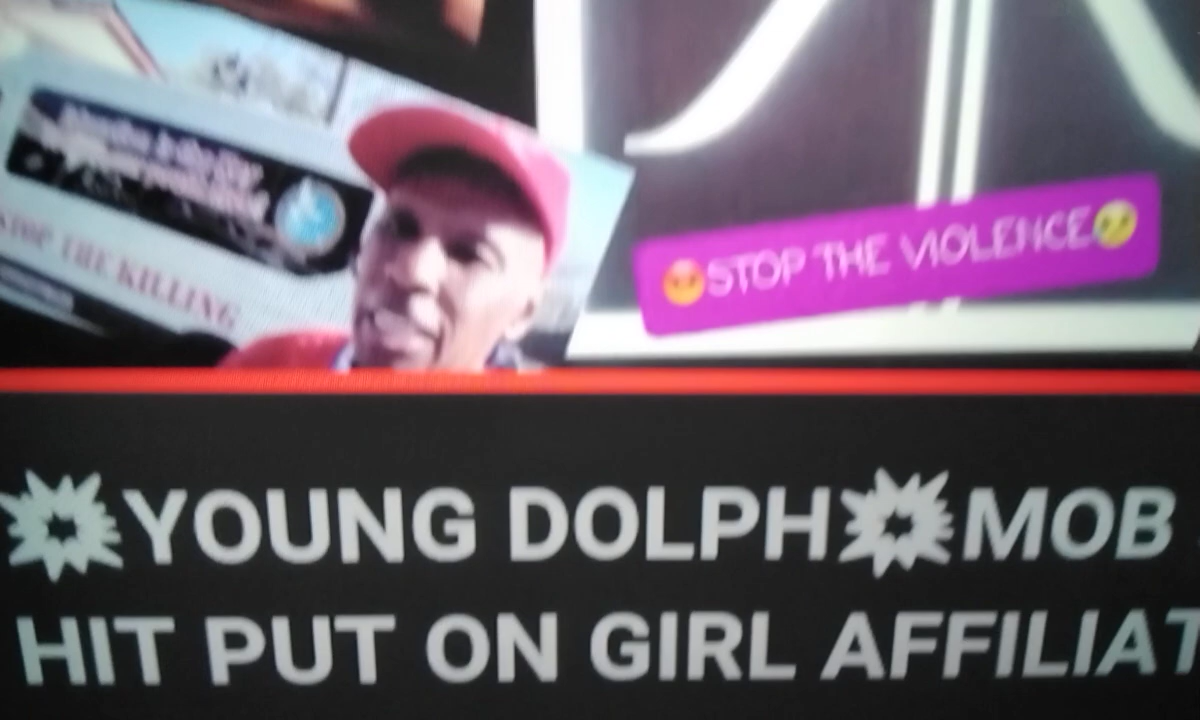 STOP THE KILLING
😡STOP THE VIOLENCE🥺
💥YOUNG DOLPH💥MOB
HIT PUT ON GIRL AFFILIAT